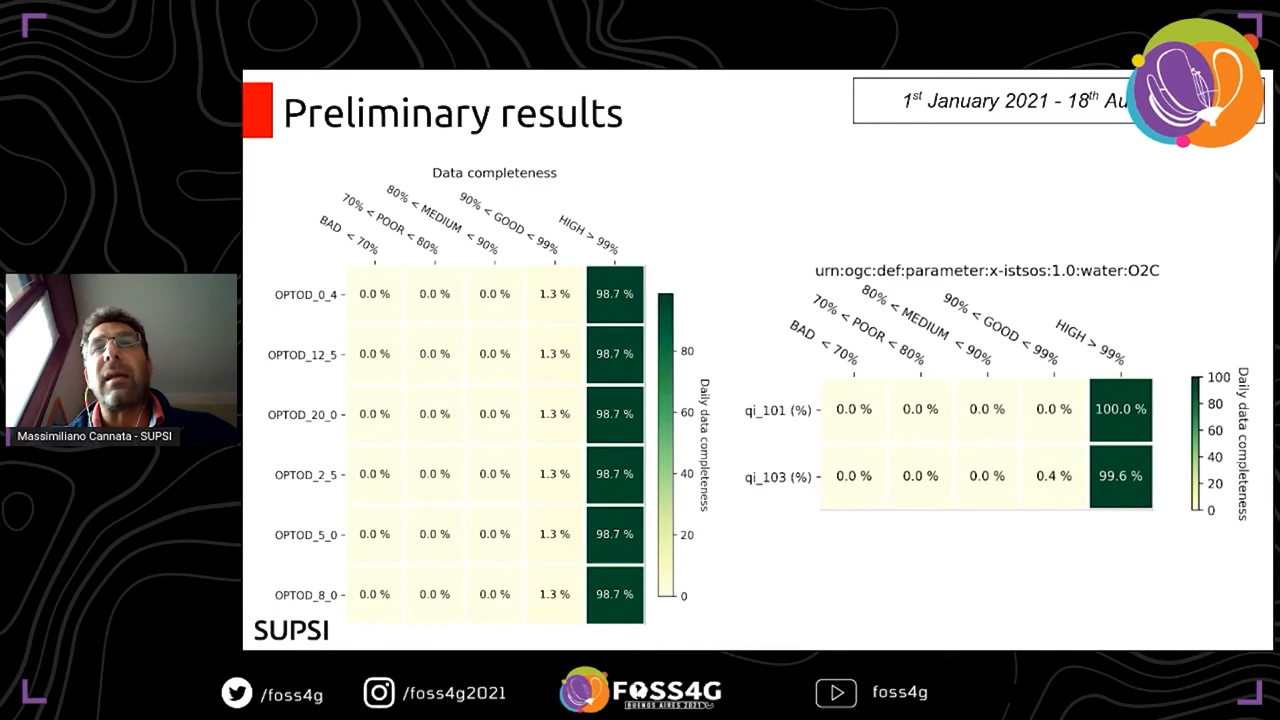 Preliminary results
1st January 2021 - 18th Au
Data completeness
BAD < 70%
70% < POOR < 80%
80% < MEDIUM < 90%
90% < GOOD < 99%
HIGH > 99%
OPTOD_0_4 0.0 % 0.0 % 0.0 % 1.3 % 98.7 %
OPTOD_12_5 0.0 % 0.0 % 0.0 % 1.3 % 98.7 %
OPTOD_20_0 0.0 % 0.0 % 0.0 % 1.3 % 98.7 %
OPTOD_2_5 0.0 % 0.0 % 0.0 % 1.3 % 98.7 %
OPTOD_5_0 0.0 % 0.0 % 0.0 % 1.3 % 98.7 %
OPTOD_8_0 0.0 % 0.0 % 0.0 % 1.3 % 98.7 %
80
60
40
20
0
Daily data completeness
urn:ogc:def:parameter:x-istsos:1.0:water:O2C
BAD < 70%
70% < POOR < 80%
80% < MEDIUM < 90%
90% < GOOD < 99%
HIGH > 99%
qi_101 (%) 0.0 % 0.0 % 0.0 % 0.0 % 100.0 %
qi_103 (%) 0.0 % 0.0 % 0.0 % 0.4 % 99.6 %
100
80
60
40
20
0
Daily data completeness
Massimiliano Cannata - SUPSI
SUPSI
/foss4g
/foss4g2021
FOSS4G
BUENOS AIRES 2021
foss4g